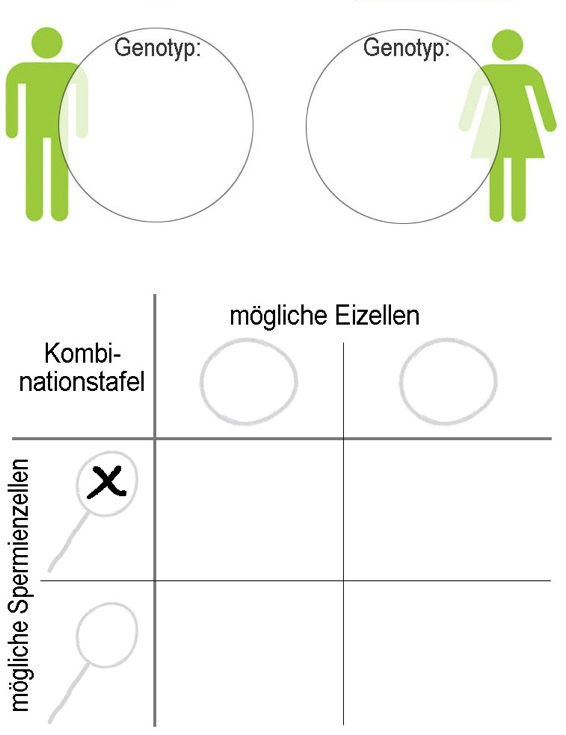 Genotyp:
Genotyp:
mögliche Eizellen
Kombi-
nationstafel
mögliche Spermienzellen
X